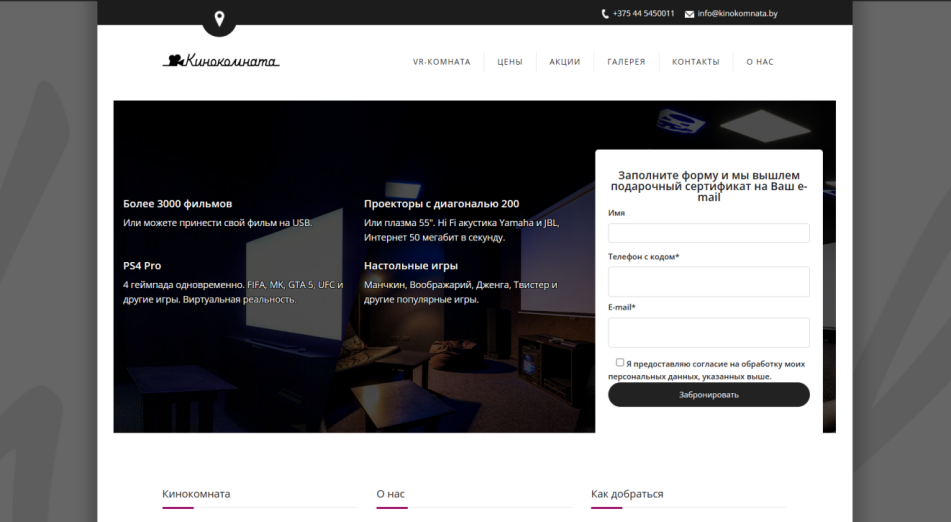 +375 44 5450011 info@kinokomnata.by
Кинокомната
VR-КОМНАТА ЦЕНЫ АКЦИИ ГАЛЕРЕЯ КОНТАКТЫ О НАС
Более 3000 фильмов
Или можете принести свой фильм на USB.
Проекторы с диагональю 200
Или плазма 55". Hi Fi акустика Yamaha и JBL,
Интернет 50 мегабит в секунду.
PS4 Pro
4 геймпада одновременно. FIFA, MK, GTA 5, UFC и
другие игры. Виртуальная реальность.
Настольные игры
Манчкин, Воображарий, Дженга, Твистер и
другие популярные игры.
Заполните форму и мы вышлем
подарочный сертификат на Ваш e-
mail
Имя
Телефон с кодом*
E-mail*
Я предоставляю согласие на обработку моих
персональных данных, указанных выше.
Забронировать
Кинокомната
О нас
Как добраться